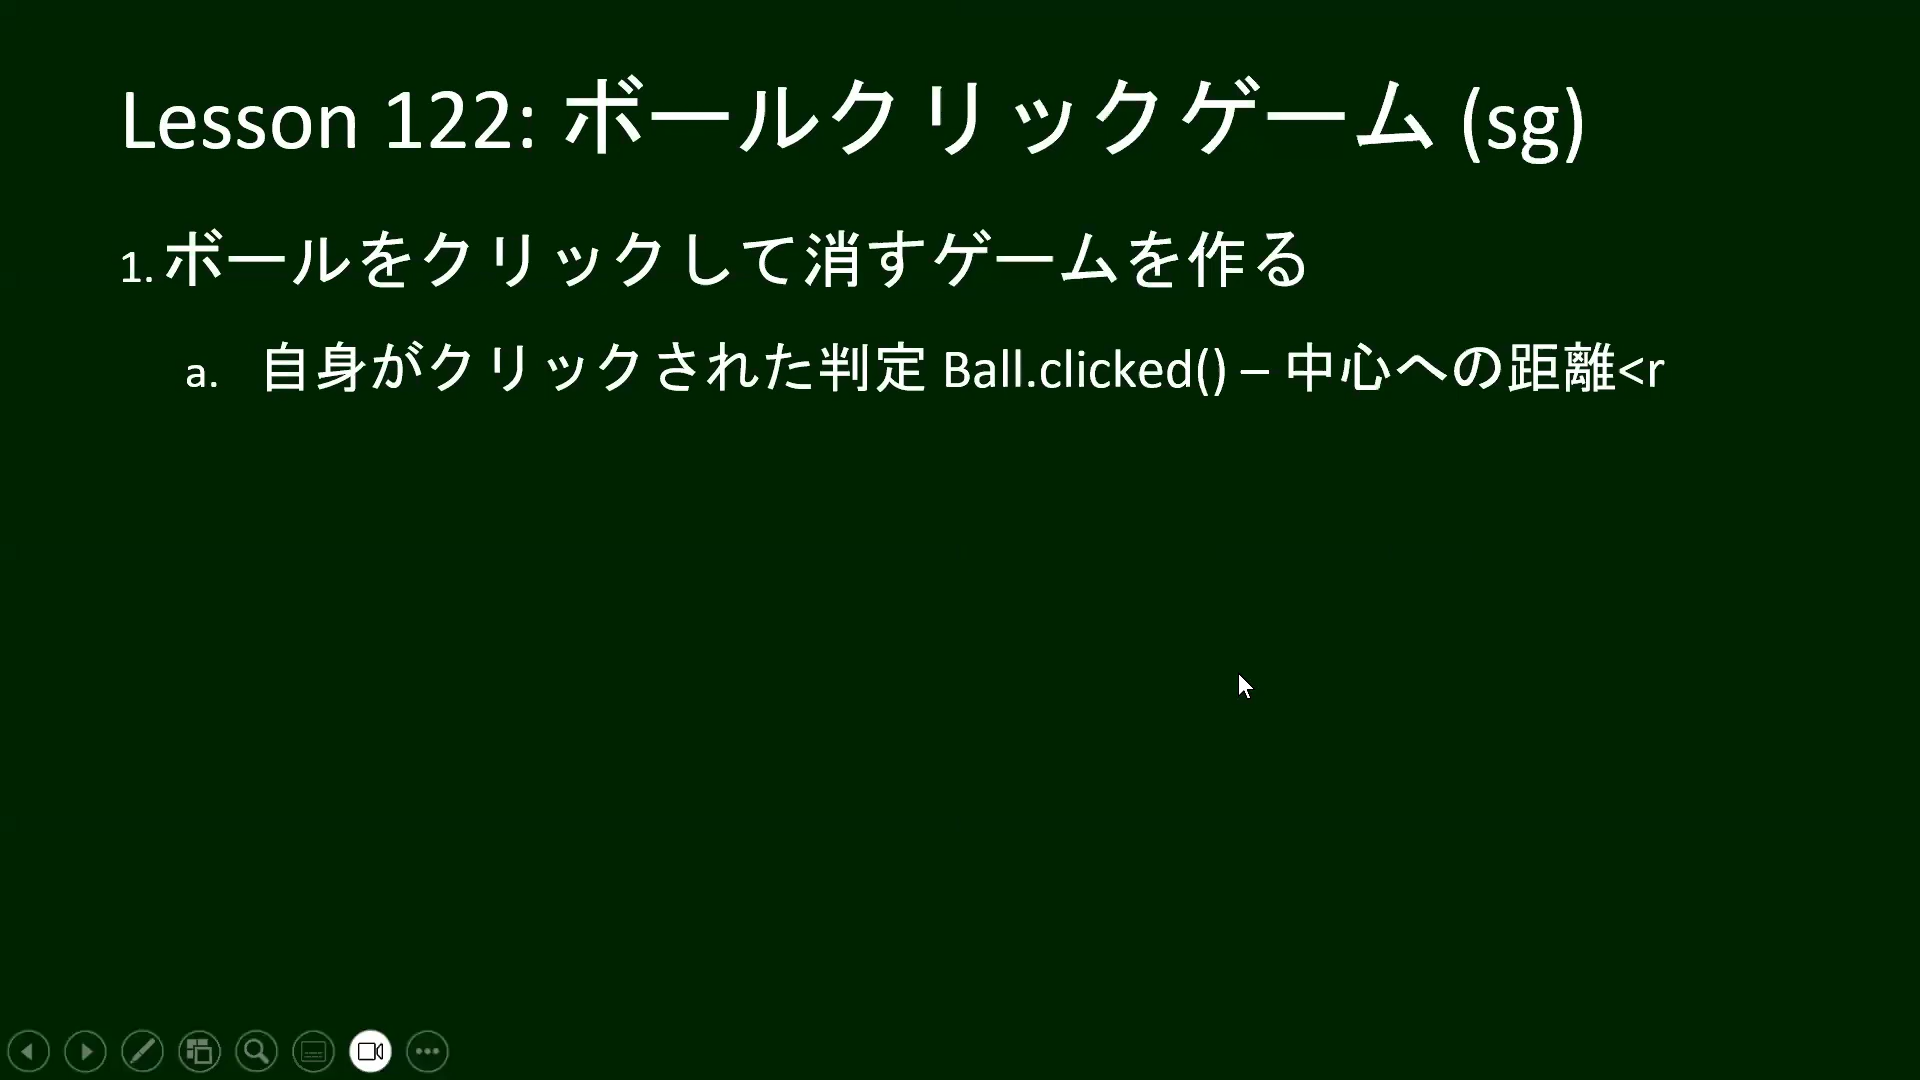 Lesson 122: ボールクリックゲーム (sg)
1. ボールをクリックして消すゲームを作る
a. 自身がクリックされた判定 Ball.clicked() – 中心への距離<r